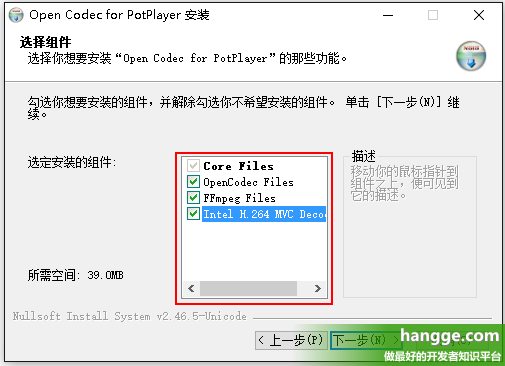 Open Codec for PotPlayer 安装
选择组件
选择你想要安装“Open Codec for PotPlayer”的那些功能。
勾选你想要安装的组件，并解除勾选你不希望安装的组件。 单击 [下一步(N)] 继
续。
选定安装的组件:
Core Files
OpenCodec Files
FFmpeg Files
Intel H.264 MVC Deco
描述
移动你的鼠标指针到
组件之上，便可见到
它的描述。
所需空间: 39.0MB
Nullsoft Install System v2.46.5-Unicode
< 上一步(P)
下一步(N) >
hangge.com
做最好的开发者知识平台